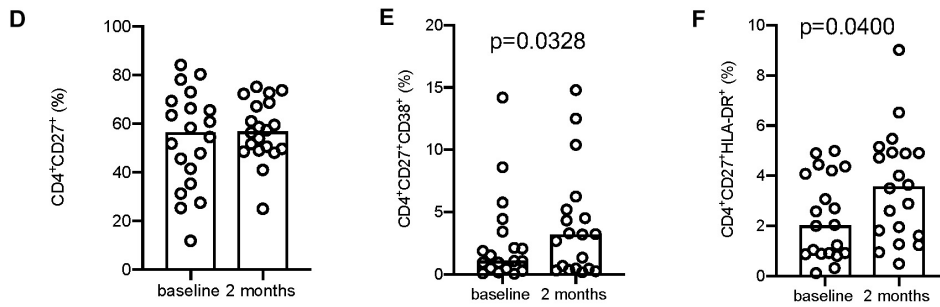 D
CD4⁺CD27⁺ (%)
100
80
60
40
20
0
baseline 2 months
E
CD4⁺CD27⁺CD38⁺ (%)
p=0.0328
20
15
10
5
0
baseline 2 months
F
CD4⁺CD27⁺HLA-DR⁺ (%)
p=0.0400
10
8
6
4
2
0
baseline 2 months